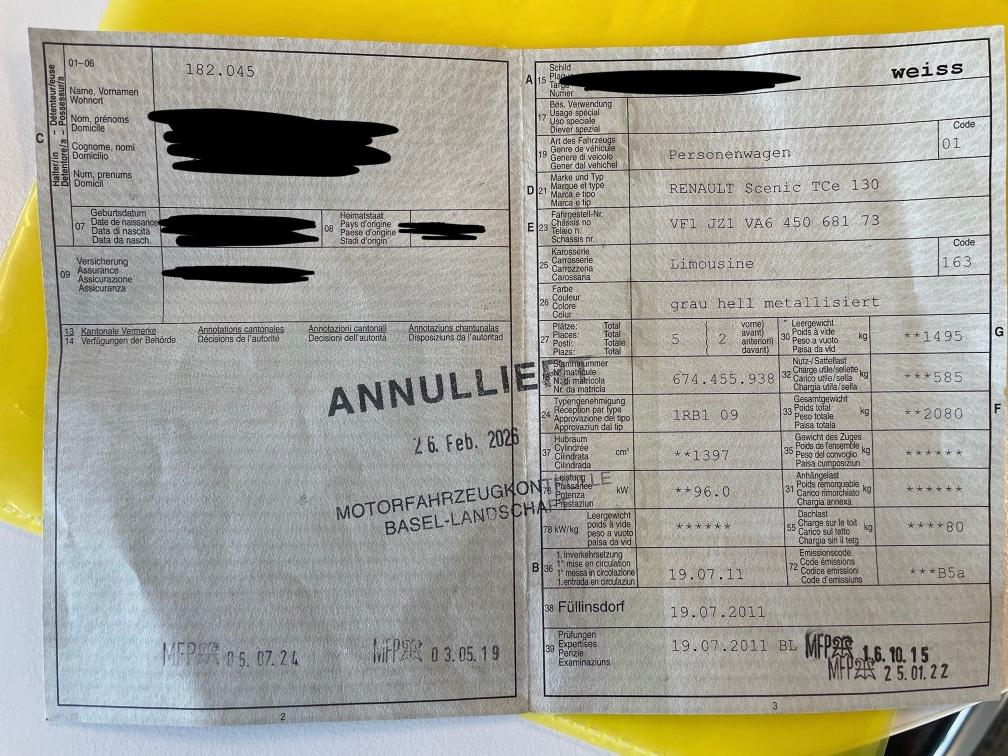 01-06
182.045
Halter/in - Détenteur/euse
Detentore/a - Possessur/a
C
Name, Vornamen
Wohnort
Nom, prénoms
Domicile
Cognome, nomi
Domicilio
Num, prenums
Domicil
07
Geburtsdatum
Date de naissance
Data di nascita
Data da nasch.
08
Heimatstaat
Pays d'origine
Paese d'origine
Stadi d'origin
09
Versicherung
Assurance
Assicurazione
Assicuranza
13 Kantonale Vermerke Annotations cantonales Annotazioni cantonali Annotaziuns chantunalas
14 Verfügungen der Behörde Décisions de l'autorité Decisioni dell'autorità Disposiziuns da l'autoritad
ANNULLIERT
26. Feb. 2026
MOTORFAHRZEUGKONTROLLE
BASEL-LANDSCHAFT
MFP 05.07.24
MFP 03.05.19
2
A 15
Schild
Plaque
Targa
Numer
weiss
17
Bes. Verwendung
Usage spécial
Uso speciale
Diever spezial
19
Art des Fahrzeugs
Genre de véhicule
Genere di veicolo
Gener dal vehichel
Personenwagen
Code
01
D 21
Marke und Typ
Marque et type
Marca e tipo
Marca e tip
RENAULT Scenic TCe 130
E 23
Fahrgestell-Nr.
Châssis no
Telaio n.
Schassis nr.
VF1 JZ1 VA6 450 681 73
25
Karosserie
Carrosserie
Carrozzeria
Carossaria
Limousine
Code
163
26
Farbe
Couleur
Colore
Colur
grau hell metallisiert
27
Plätze: Total
Places: Total
Posti: Totale
Plazs: Total
5 2
vorne)
avant)
anteriori)
davant)
30
Leergewicht
Poids à vide
Peso a vuoto
Paisa da vid
kg
**1495
G
Stammnummer
N° matricule
N. di matricola
Nr. da matricla
674.455.938
32
Nutz-/ Sattellast
Charge utile/sellette
Carico utile/sella
Chargia utila/sella
kg
***585
24
Typengenehmigung
Réception par type
Approvazione del tipo
Approvaziun dal tip
1RB1 09
33
Gesamtgewicht
Poids total
Peso totale
Paisa totala
kg
**2080
F
37
Hubraum
Cylindrée
Cilindrata
Cilindrada
cm³
**1397
35
Gewicht des Zuges
Poids de l'ensemble
Peso del convoglio
Paisa cumposiziun
kg
******
76
Leistung
Puissance
Potenza
Prestaziun
kW
**96.0
31
Anhängelast
Poids remorquable
Carico rimorchiato
Chargia annexa
kg
******
78 kW/kg
Leergewicht
poids à vide
peso a vuoto
paisa da vid
******
55
Dachlast
Charge sur le toit
Carico sul tetto
Chargia sin il tetg
kg
****80
B 36
1. Inverkehrsetzung
1re mise en circulation
1a messa in circolazione
1. entrada en circulaziun
19.07.11
72
Emissionscode
Code émissions
Codice emissioni
Code d'emissiuns
***B5a
38 Füllinsdorf
19.07.2011
39
Prüfungen
Expertises
Perizie
Examinaziuns
19.07.2011 BL MFP 16.10.15
MFP 25.01.22
3